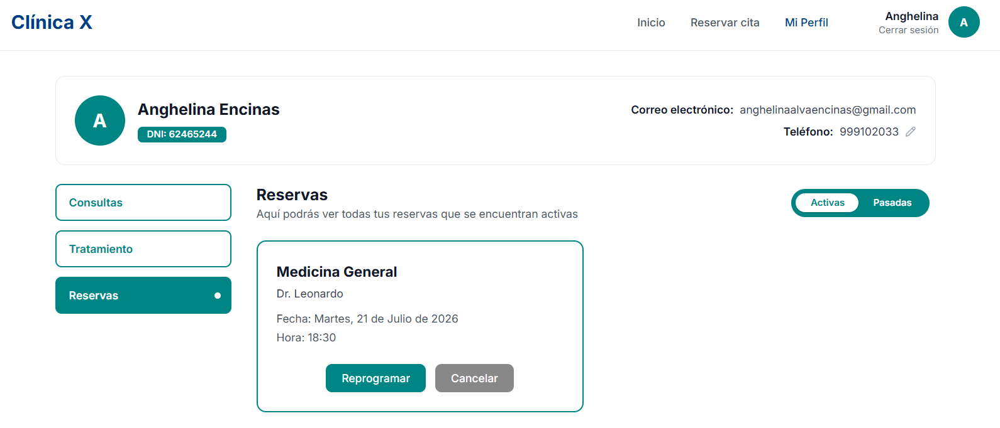 Clínica X
Inicio
Reservar cita
Mi Perfil
Anghelina
Cerrar sesión
A
A
Anghelina Encinas
DNI: 62465244
Correo electrónico: anghelinaalvaencinas@gmail.com
Teléfono: 999102033
Consultas
Tratamiento
Reservas
Reservas
Aquí podrás ver todas tus reservas que se encuentran activas
Activas
Pasadas
Medicina General
Dr. Leonardo
Fecha: Martes, 21 de Julio de 2026
Hora: 18:30
Reprogramar
Cancelar